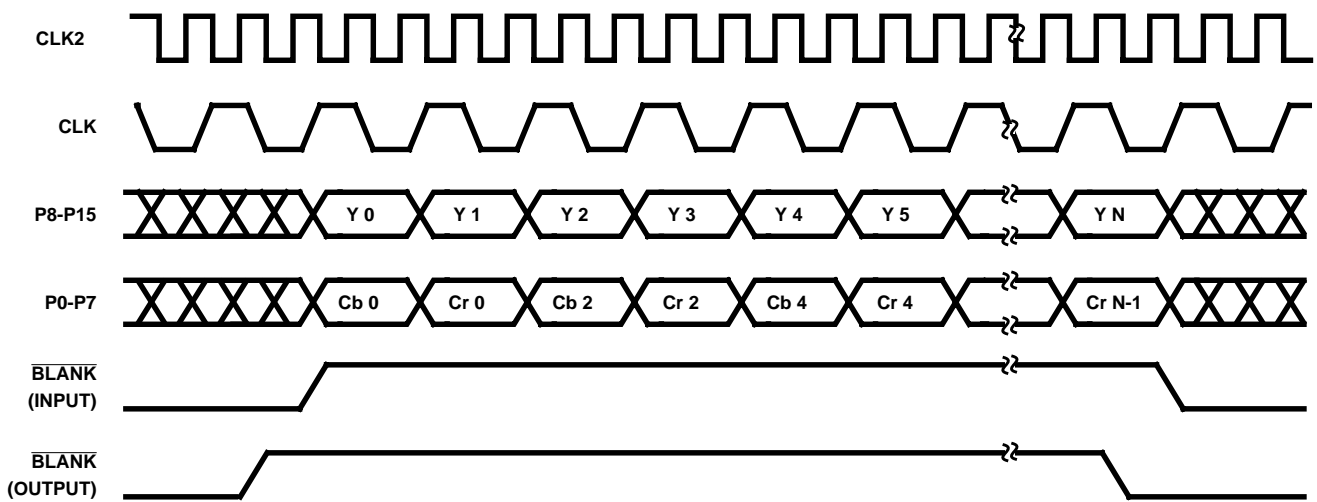 CLK2
CLK
P8-P15
Y 0 Y 1 Y 2 Y 3 Y 4 Y 5 Y N
P0-P7
Cb 0 Cr 0 Cb 2 Cr 2 Cb 4 Cr 4 Cr N-1
BLANK
(INPUT)
BLANK
(OUTPUT)